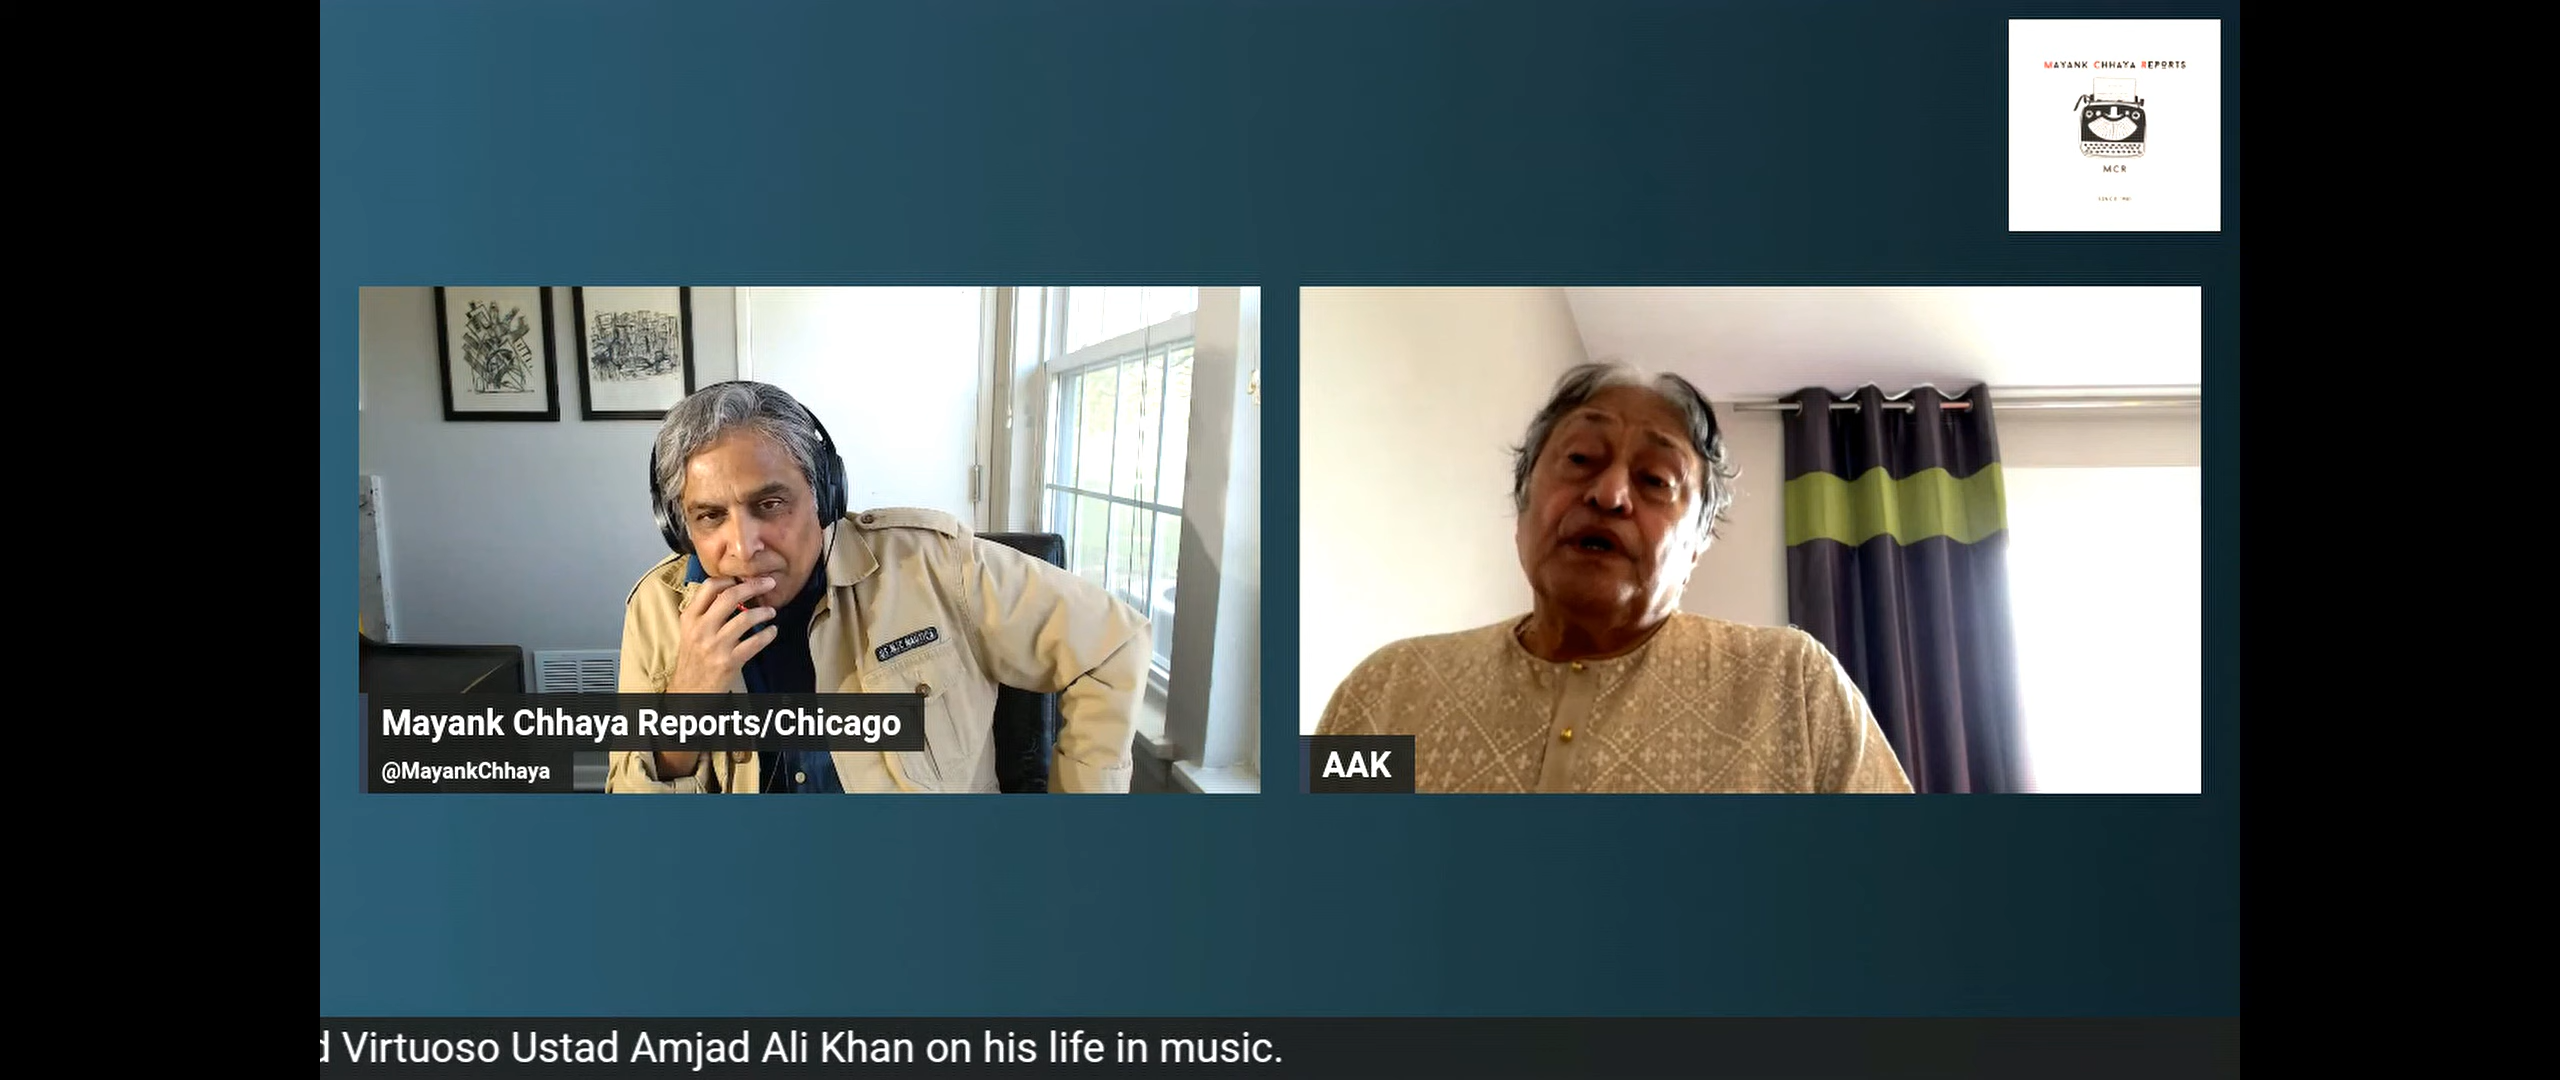 MAYANK CHHAYA REPORTS
MCR
Mayank Chhaya Reports/Chicago
@MayankChhaya
AAK
d Virtuoso Ustad Amjad Ali Khan on his life in music.